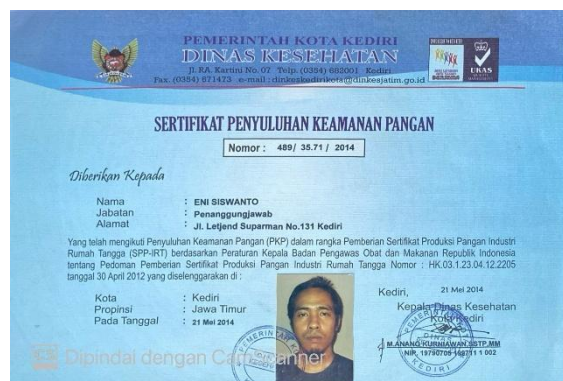 PEMERINTAH KOTA KEDIRI
DINAS KESEHATAN
Jl. RA. Kartini No. 07 Telp. (0354) 682001 Kediri
Fax. (0354) 671473 e-mail : dinkeskedirikota@dinkesjatim.go.id
UKAS
SERTIFIKAT PENYULUHAN KEAMANAN PANGAN
Nomor : 489/ 35.71 / 2014
Diberikan Kepada
Nama : ENI SISWANTO
Jabatan : Penanggungjawab
Alamat : Jl. Letjend Suparman No.131 Kediri
Yang telah mengikuti Penyuluhan Keamanan Pangan (PKP) dalam rangka Pemberian Sertifikat Produksi Pangan Industri
Rumah Tangga (SPP-IRT) berdasarkan Peraturan Kepala Badan Pengawas Obat dan Makanan Republik Indonesia
tentang Pedoman Pemberian Sertifikat Produksi Pangan Industri Rumah Tangga Nomor : HK.03.1.23.04.12.2205
tanggal 30 April 2012 yang diselenggarakan di :
Kota : Kediri
Propinsi : Jawa Timur
Pada Tanggal : 21 Mei 2014
Kediri, 21 Mei 2014
Kepala Dinas Kesehatan
Kota Kediri
M.ANANG KURNIAWAN.SSTP,MM
NIP.
Dipindai dengan CamScanner